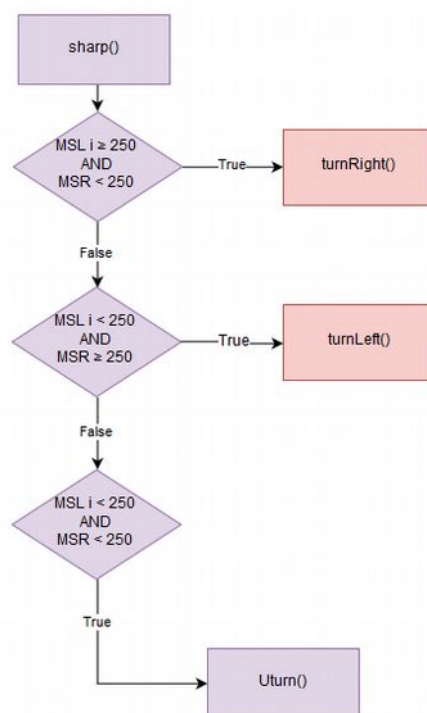 sharp()
MSL i ≥ 250
AND
MSR < 250
True
turnRight()
False
MSL i < 250
AND
MSR ≥ 250
True
turnLeft()
False
MSL i < 250
AND
MSR < 250
True
Uturn()